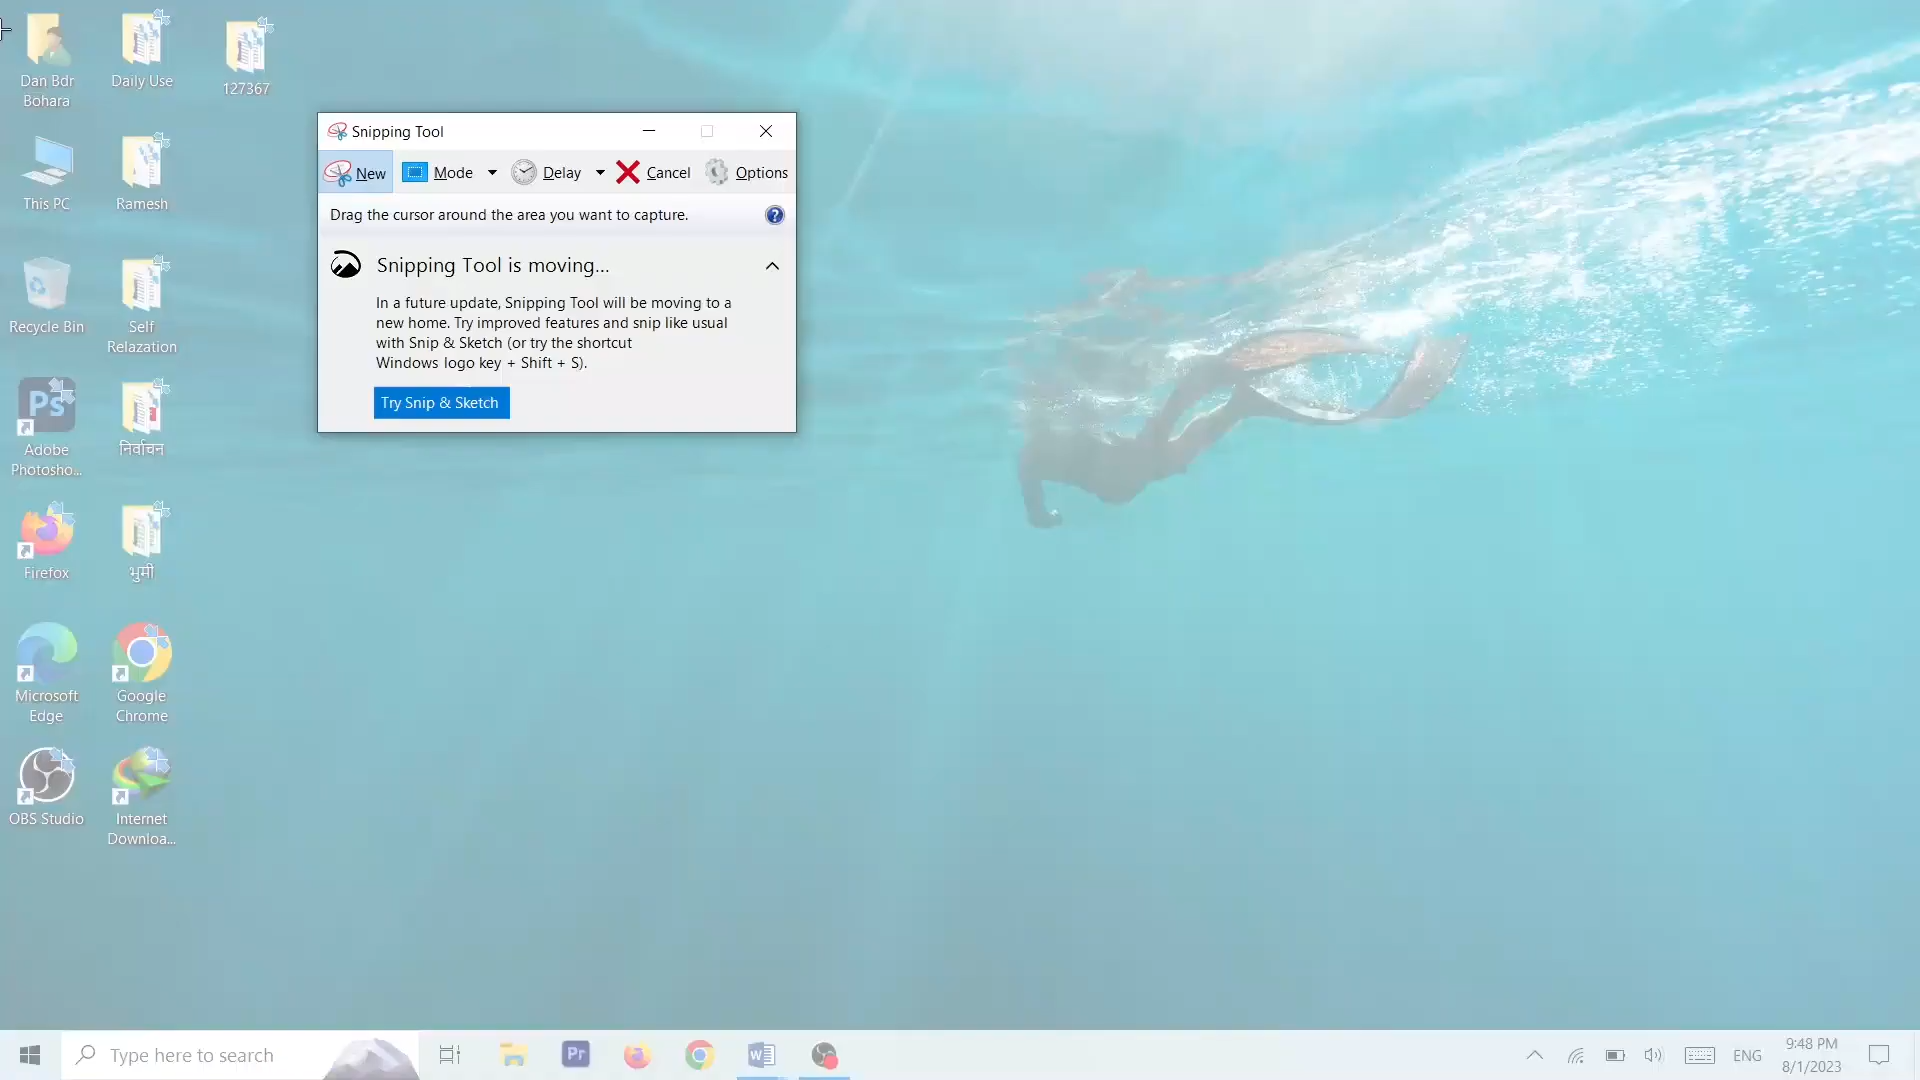 Dan Bdr
Bohara
Daily Use
127367
This PC
Ramesh
Recycle Bin
Self
Relazation
Ps
Adobe
Photosho...
निर्वाचन
Firefox
भुमी
Microsoft
Edge
Google
Chrome
OBS Studio
Internet
Downloa...
Snipping Tool
New
Mode
Delay
Cancel
Options
Drag the cursor around the area you want to capture.
?
Snipping Tool is moving...
In a future update, Snipping Tool will be moving to a
new home. Try improved features and snip like usual
with Snip & Sketch (or try the shortcut
Windows logo key + Shift + S).
Try Snip & Sketch
Type here to search
Pr
W
ENG
9:48 PM
8/1/2023